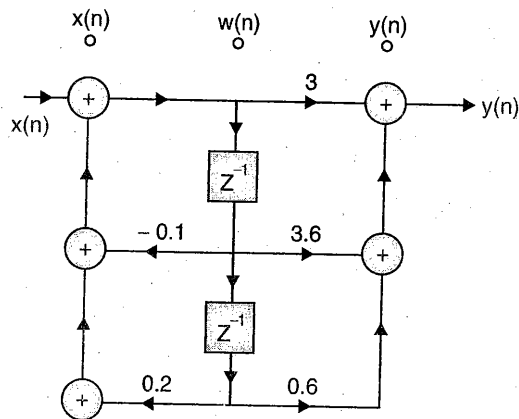 x(n) w(n) y(n)
+ 3 + y(n)
x(n)
Z⁻¹
+ – 0.1 3.6 +
Z⁻¹
+ 0.2 0.6